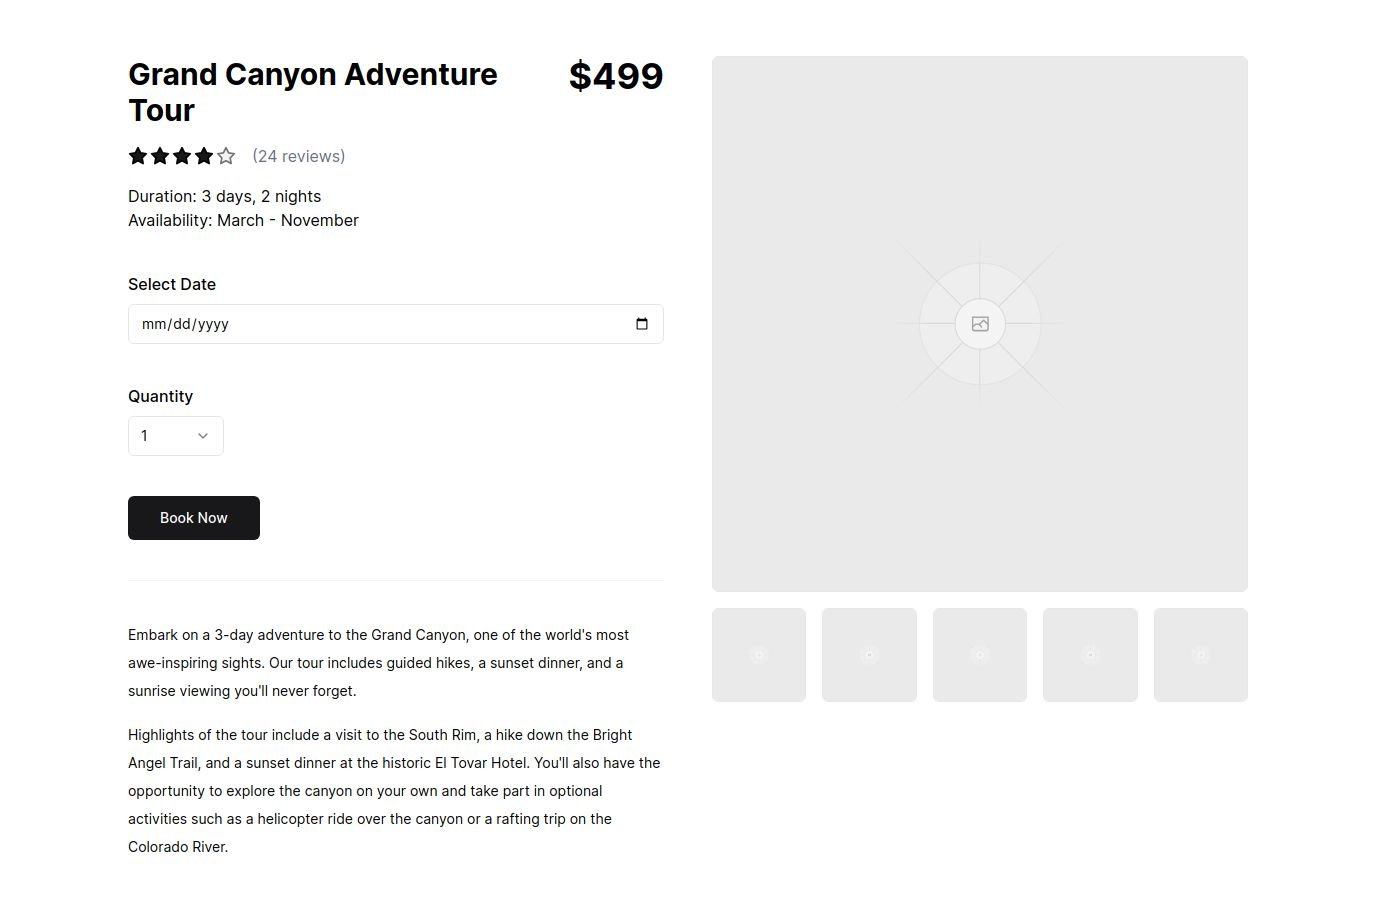 Grand Canyon Adventure
Tour
$499
(24 reviews)
Duration: 3 days, 2 nights
Availability: March - November
Select Date
mm/dd/yyyy
Quantity
1
Book Now
Embark on a 3-day adventure to the Grand Canyon, one of the world's most
awe-inspiring sights. Our tour includes guided hikes, a sunset dinner, and a
sunrise viewing you'll never forget.
Highlights of the tour include a visit to the South Rim, a hike down the Bright
Angel Trail, and a sunset dinner at the historic El Tovar Hotel. You'll also have the
opportunity to explore the canyon on your own and take part in optional
activities such as a helicopter ride over the canyon or a rafting trip on the
Colorado River.